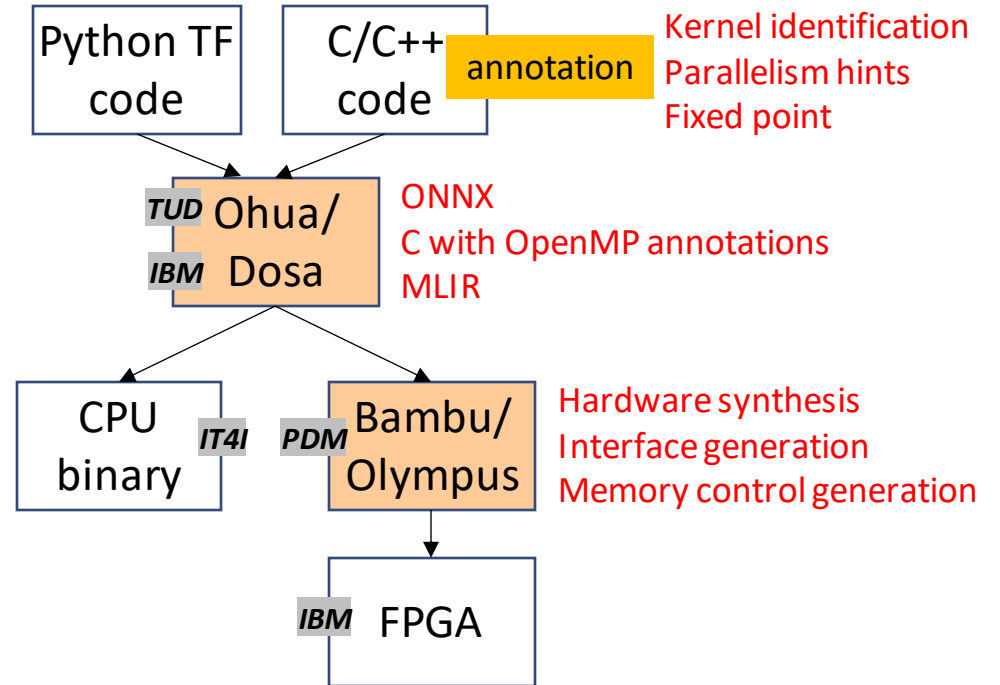 Python TF
code
C/C++
code
annotation
Kernel identification
Parallelism hints
Fixed point
TUD
IBM
Ohua/
Dosa
ONNX
C with OpenMP annotations
MLIR
CPU
binary
IT4I
PDM
Bambu/
Olympus
Hardware synthesis
Interface generation
Memory control generation
IBM
FPGA